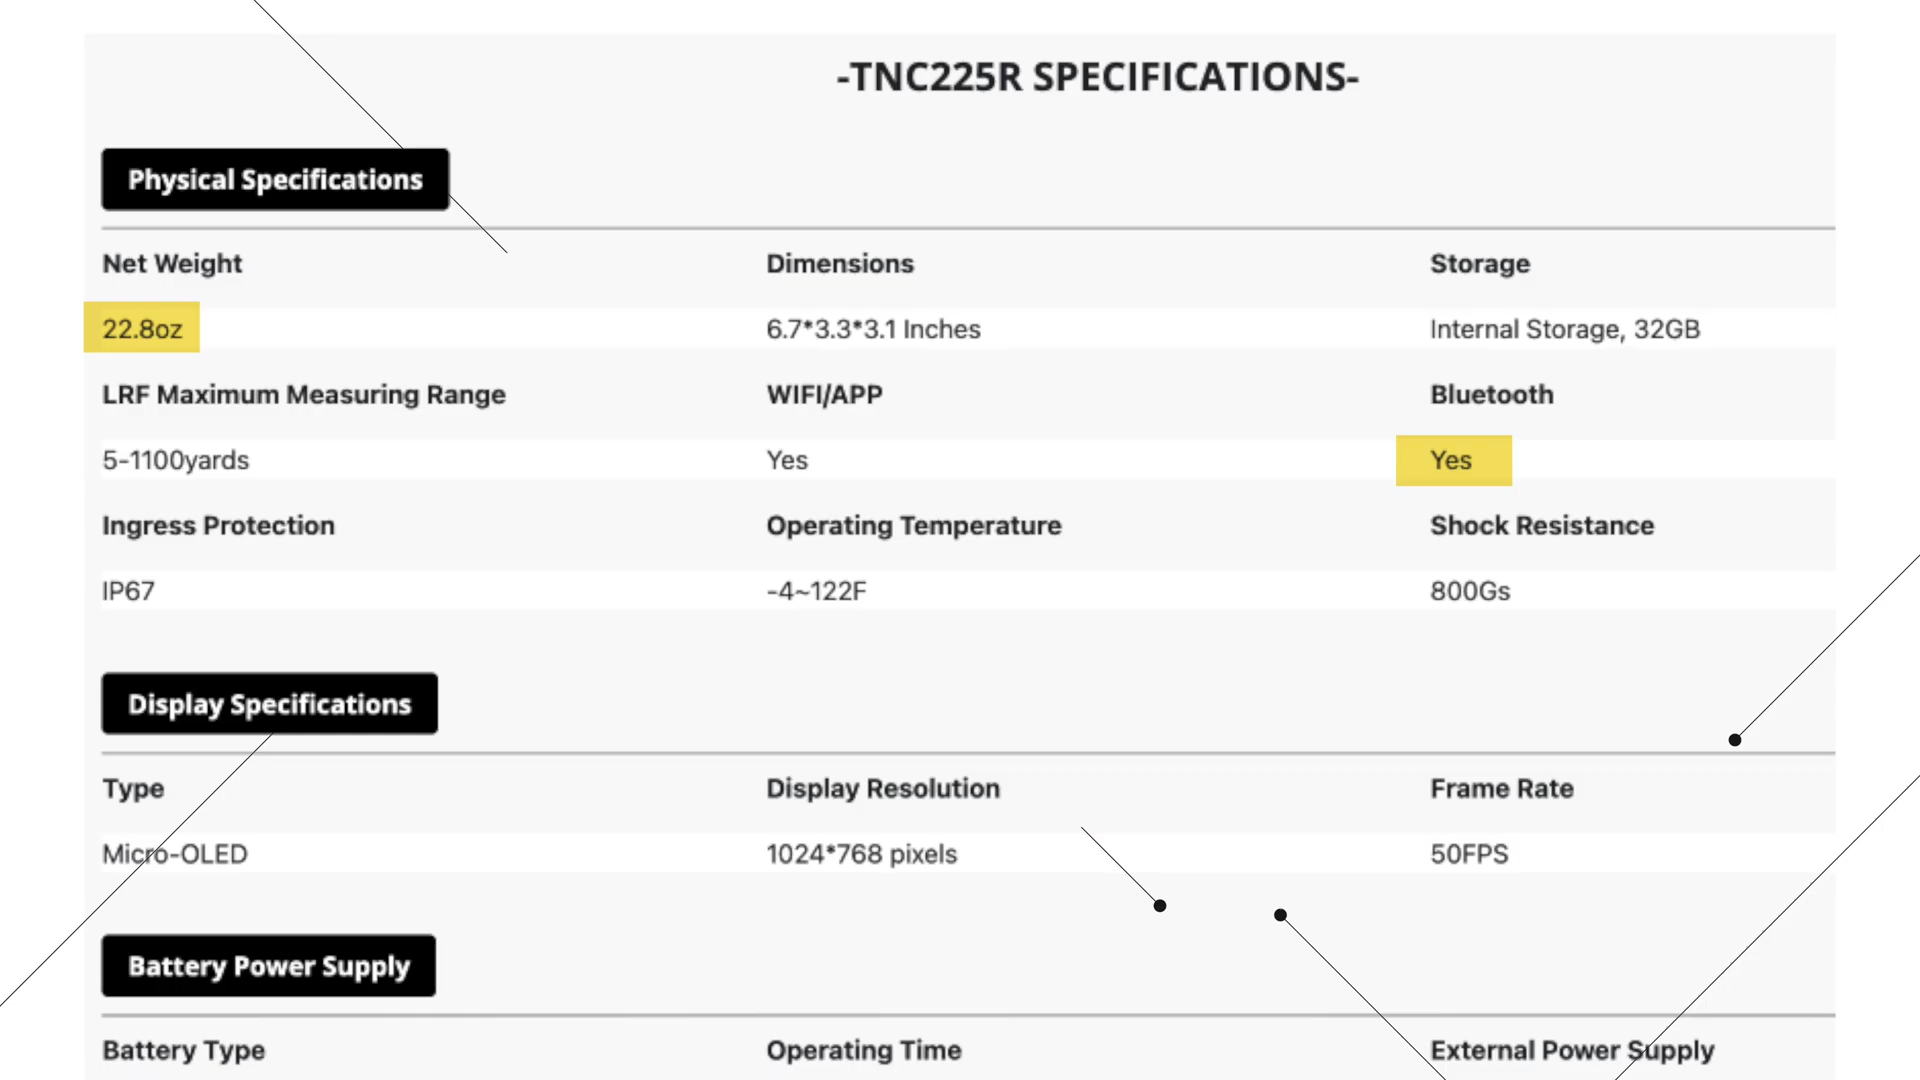 -TNC225R SPECIFICATIONS-
Physical Specifications
Net Weight Dimensions Storage
22.8oz 6.7*3.3*3.1 Inches Internal Storage, 32GB
LRF Maximum Measuring Range WIFI/APP Bluetooth
5-1100yards Yes Yes
Ingress Protection Operating Temperature Shock Resistance
IP67 -4~122F 800Gs
Display Specifications
Type Display Resolution Frame Rate
Micro-OLED 1024*768 pixels 50FPS
Battery Power Supply
Battery Type Operating Time External Power Supply